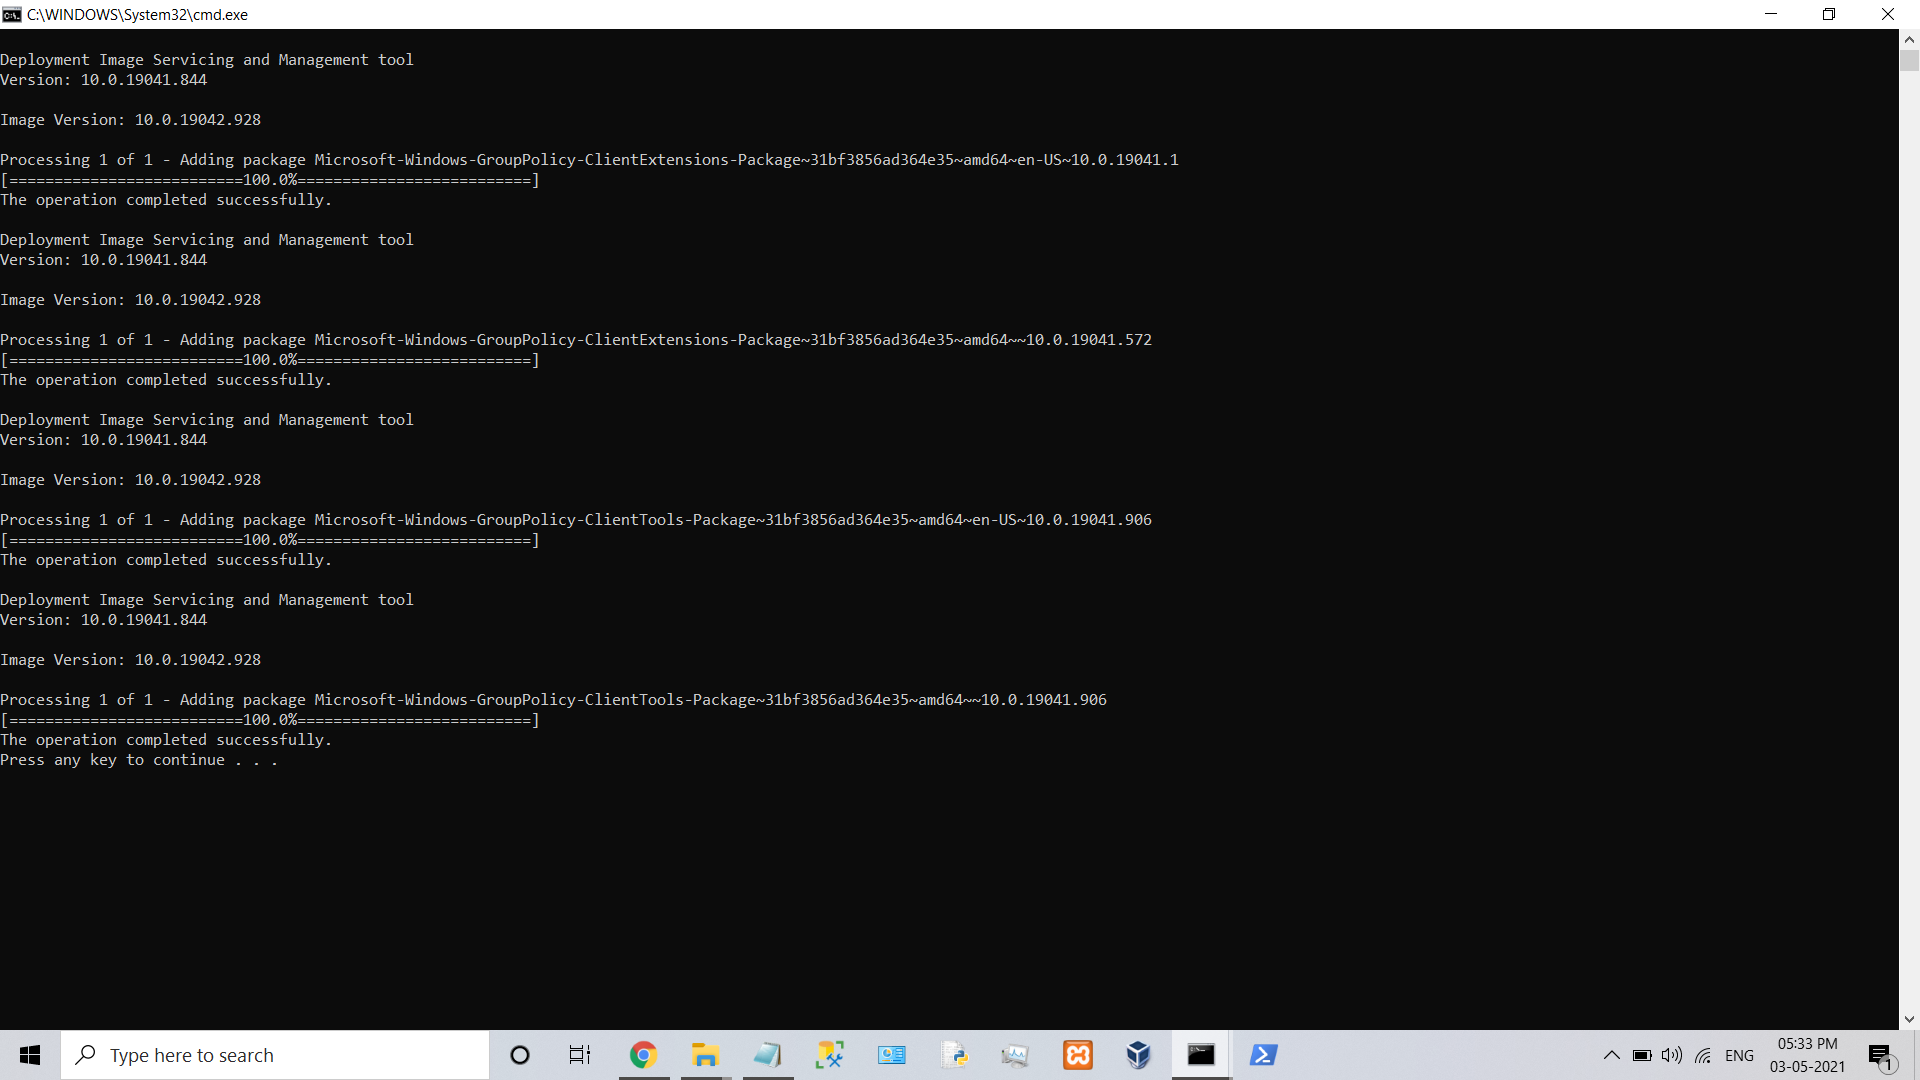 C:\WINDOWS\System32\cmd.exe
Deployment Image Servicing and Management tool
Version: 10.0.19041.844
Image Version: 10.0.19042.928
Processing 1 of 1 - Adding package Microsoft-Windows-GroupPolicy-ClientExtensions-Package~31bf3856ad364e35~amd64~en-US~10.0.19041.1
[==========================100.0%==========================]
The operation completed successfully.
Deployment Image Servicing and Management tool
Version: 10.0.19041.844
Image Version: 10.0.19042.928
Processing 1 of 1 - Adding package Microsoft-Windows-GroupPolicy-ClientExtensions-Package~31bf3856ad364e35~amd64~~10.0.19041.572
[==========================100.0%==========================]
The operation completed successfully.
Deployment Image Servicing and Management tool
Version: 10.0.19041.844
Image Version: 10.0.19042.928
Processing 1 of 1 - Adding package Microsoft-Windows-GroupPolicy-ClientTools-Package~31bf3856ad364e35~amd64~en-US~10.0.19041.906
[==========================100.0%==========================]
The operation completed successfully.
Deployment Image Servicing and Management tool
Version: 10.0.19041.844
Image Version: 10.0.19042.928
Processing 1 of 1 - Adding package Microsoft-Windows-GroupPolicy-ClientTools-Package~31bf3856ad364e35~amd64~~10.0.19041.906
[==========================100.0%==========================]
The operation completed successfully.
Press any key to continue . . .
Type here to search
ENG
05:33 PM
03-05-2021
1